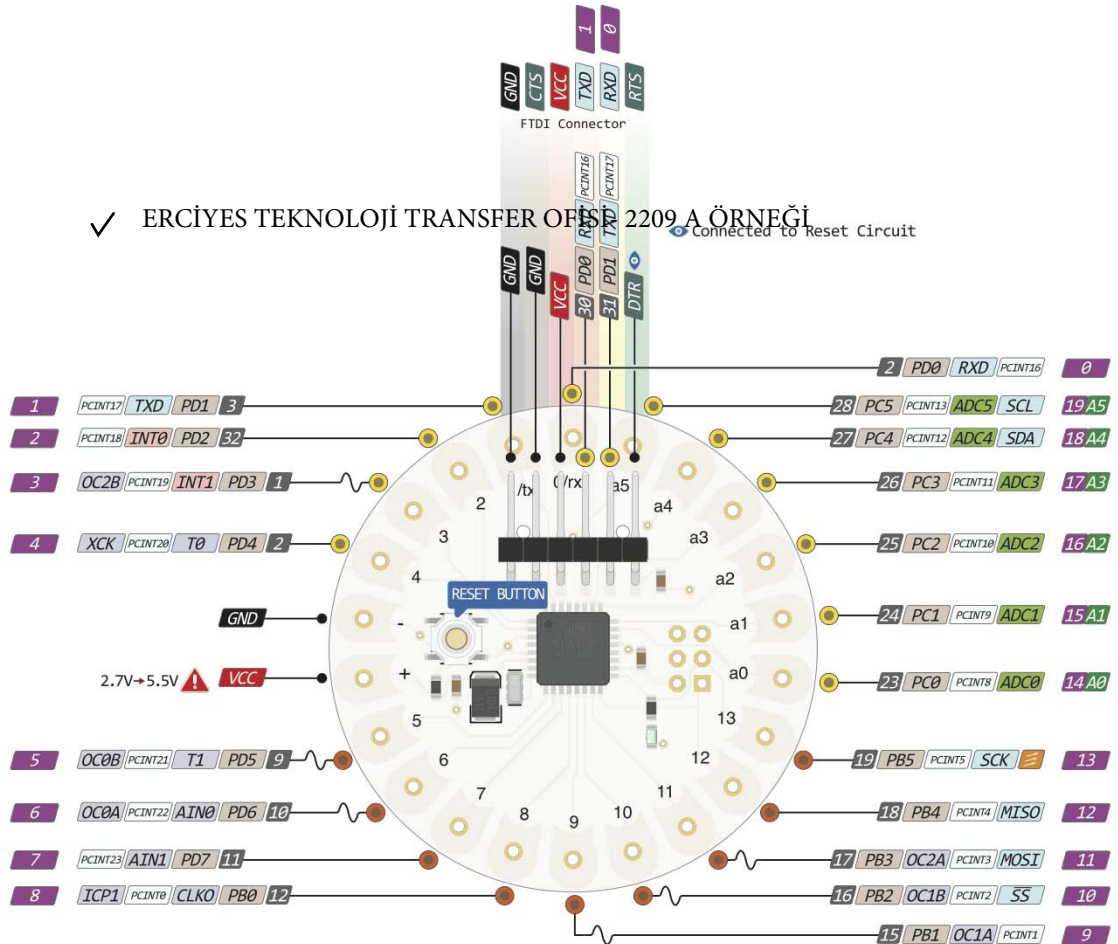 1 0
GND CTS VCC TXD RXD RTS
FTDI Connector
PCINT16 PCINT17
✓ ERCİYES TEKNOLOJİ TRANSFER OFİSİ- 2209 A ÖRNEĞİ
Connected to Reset Circuit
GND GND VCC 30 PD0 RXD 31 PD1 TXD DTR
2 PD0 RXD PCINT16 0
1 PCINT17 TXD PD1 3
28 PC5 PCINT13 ADC5 SCL 19 A5
2 PCINT18 INT0 PD2 32
27 PC4 PCINT12 ADC4 SDA 18 A4
3 OC2B PCINT19 INT1 PD3 1
26 PC3 PCINT11 ADC3 17 A3
4 XCK PCINT20 T0 PD4 2
25 PC2 PCINT10 ADC2 16 A2
2 /tx 0/rx a5 a4
3 a3
4 a2
RESET BUTTON
GND
- a1
24 PC1 PCINT9 ADC1 15 A1
2.7V→5.5V VCC
+ a0
23 PC0 PCINT8 ADC0 14 A0
5 13
6 12
7 11
8 9 10
5 OC0B PCINT21 T1 PD5 9
19 PB5 PCINT5 SCK 13
6 OC0A PCINT22 AIN0 PD6 10
18 PB4 PCINT4 MISO 12
7 PCINT23 AIN1 PD7 11
17 PB3 OC2A PCINT3 MOSI 11
8 ICP1 PCINT0 CLKO PB0 12
16 PB2 OC1B PCINT2 SS 10
15 PB1 OC1A PCINT1 9